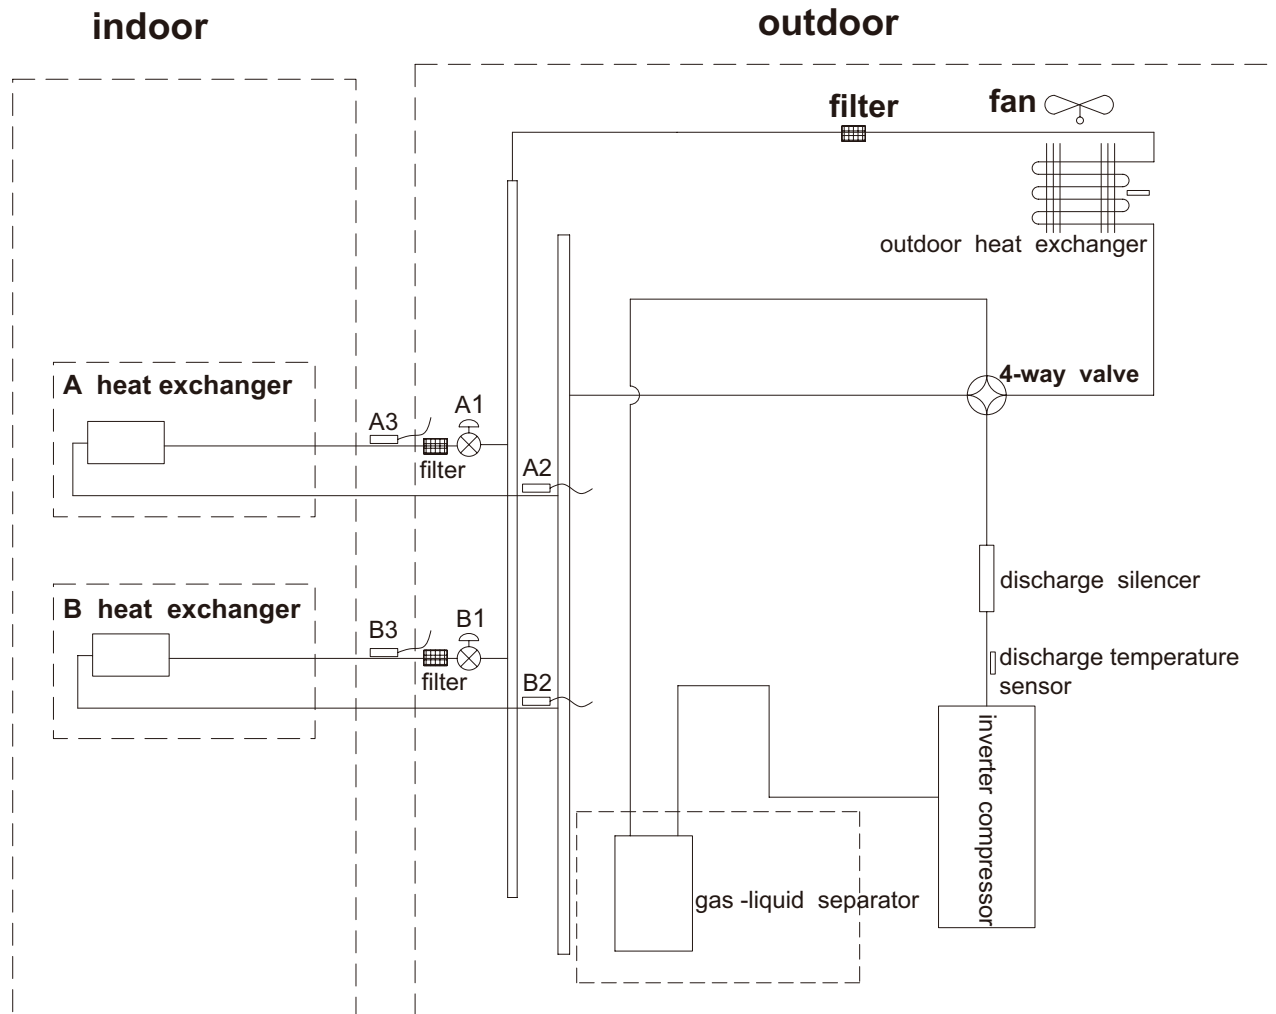 indoor
outdoor
filter
fan
outdoor heat exchanger
4-way valve
A heat exchanger
A3
A1
filter
A2
discharge silencer
B heat exchanger
B3
B1
filter
B2
discharge temperature
sensor
inverter compressor
gas -liquid separator